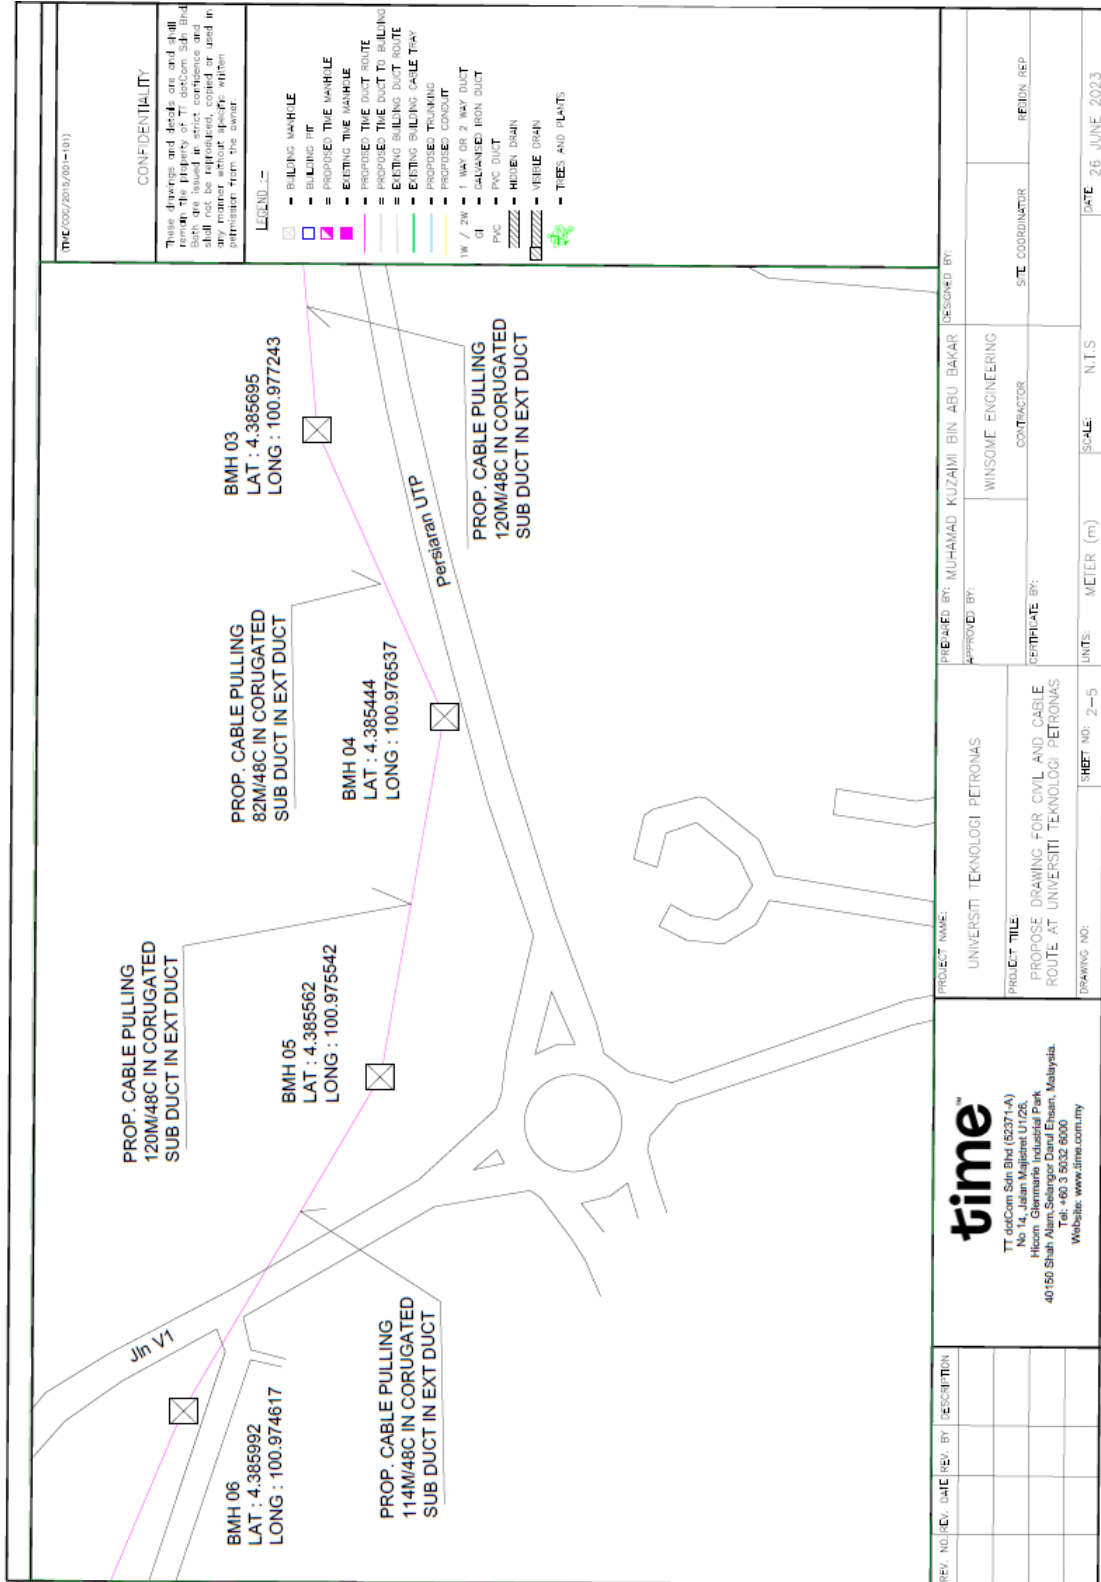 (TIME/COC/2015/001-101)
CONFIDENTIALITY
These drawings and details are and shall
remain the property of TT dotCom Sdn Bhd.
Both are issued in strict confidence and
shall not be reproduced, copied or used in
any manner without specific written
permission from the owner.
LEGEND :-
- BUILDING MANHOLE
- BUILDING PIT
= PROPOSED TIME MANHOLE
- EXISTING TIME MANHOLE
- PROPOSED TIME DUCT ROUTE
= PROPOSED TIME DUCT TO BUILDING
= EXISTING BUILDING DUCT ROUTE
- EXISTING BUILDING CABLE TRAY
- PROPOSED TRUNKING
- PROPOSED CONDUIT
1W / 2W - 1 WAY OR 2 WAY DUCT
GI - GALVANISED IRON DUCT
PVC - PVC DUCT
- HIDDEN DRAIN
- VISIBLE DRAIN
- TREES AND PLANTS
BMH 03
LAT : 4.385695
LONG : 100.977243
PROP. CABLE PULLING
120M/48C IN CORUGATED
SUB DUCT IN EXT DUCT
Persiaran UTP
PROP. CABLE PULLING
82M/48C IN CORUGATED
SUB DUCT IN EXT DUCT
BMH 04
LAT : 4.385444
LONG : 100.976537
PROP. CABLE PULLING
120M/48C IN CORUGATED
SUB DUCT IN EXT DUCT
BMH 05
LAT : 4.385562
LONG : 100.975542
Jln V1
BMH 06
LAT : 4.385992
LONG : 100.974617
PROP. CABLE PULLING
114M/48C IN CORUGATED
SUB DUCT IN EXT DUCT
REV. NO. REV. DATE REV. BY DESCRIPTION
time™
TT dotCom Sdn Bhd (52371-A)
No 14, Jalan Majistret U1/26,
Hicom Glenmarie Industrial Park
40150 Shah Alam,Selangor Darul Ehsan, Malaysia.
Tel: +60 3 5032 6000
Website: www.time.com.my
PROJECT NAME:
UNIVERSITI TEKNOLOGI PETRONAS
PROJECT TITLE:
PROPOSE DRAWING FOR CIVIL AND CABLE
ROUTE AT UNIVERSITI TEKNOLOGI PETRONAS
DRAWING NO:
SHEET NO: 2-5
PREPARED BY: MUHAMAD KUZAIMI BIN ABU BAKAR
DESIGNED BY:
APPROVED BY:
WINSOME ENGINEERING
CONTRACTOR
SITE COORDINATOR
REGION REP
CERTIFICATE BY:
UNITS: METER (m)
SCALE: N.T.S
DATE: 26 JUNE 2023